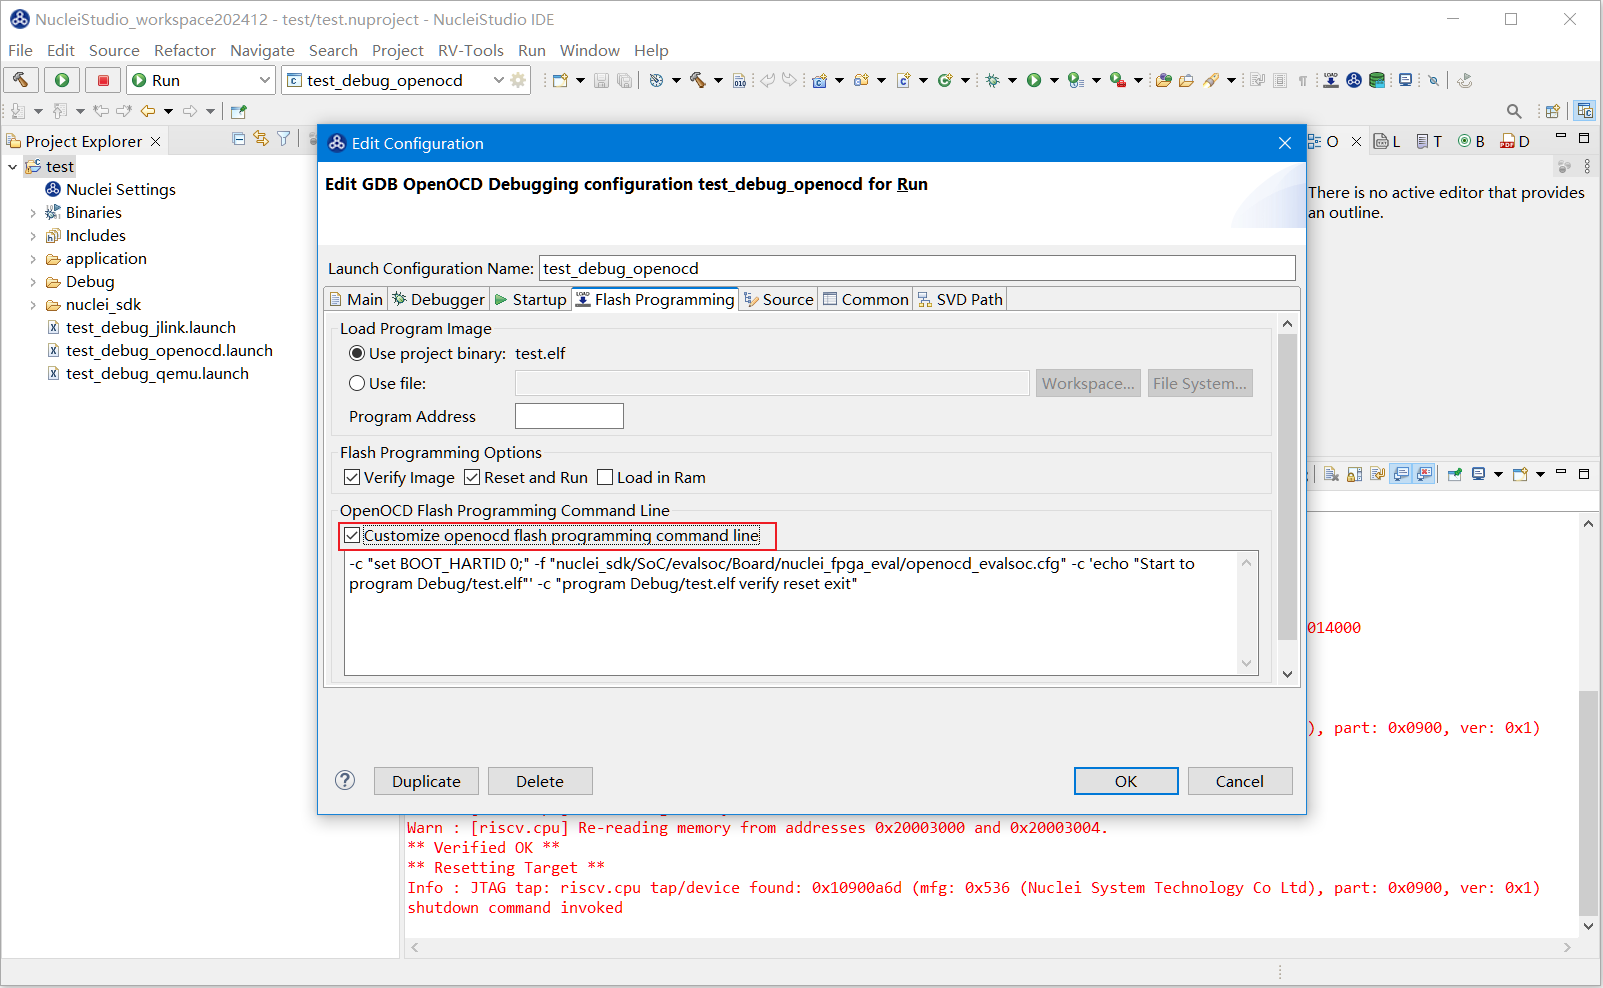 NucleiStudio_workspace202412 - test/test.nuproject - NucleiStudio IDE
File Edit Source Refactor Navigate Search Project RV-Tools Run Window Help
Run
test_debug_openocd
Project Explorer
O L T B D
test
Nuclei Settings
Binaries
Includes
application
Debug
nuclei_sdk
test_debug_jlink.launch
test_debug_openocd.launch
test_debug_qemu.launch
There is no active editor that provides
an outline.
Edit Configuration
Edit GDB OpenOCD Debugging configuration test_debug_openocd for Run
Launch Configuration Name: test_debug_openocd
Main Debugger Startup Flash Programming Source Common SVD Path
Load Program Image
Use project binary: test.elf
Use file: Workspace... File System...
Program Address
Flash Programming Options
Verify Image Reset and Run Load in Ram
OpenOCD Flash Programming Command Line
Customize openocd flash programming command line
-c "set BOOT_HARTID 0;" -f "nuclei_sdk/SoC/evalsoc/Board/nuclei_fpga_eval/openocd_evalsoc.cfg" -c 'echo "Start to
program Debug/test.elf"' -c "program Debug/test.elf verify reset exit"
Duplicate Delete OK Cancel
014000
), part: 0x0900, ver: 0x1)
Warn : [riscv.cpu] Re-reading memory from addresses 0x20003000 and 0x20003004.
** Verified OK **
** Resetting Target **
Info : JTAG tap: riscv.cpu tap/device found: 0x10900a6d (mfg: 0x536 (Nuclei System Technology Co Ltd), part: 0x0900, ver: 0x1)
shutdown command invoked